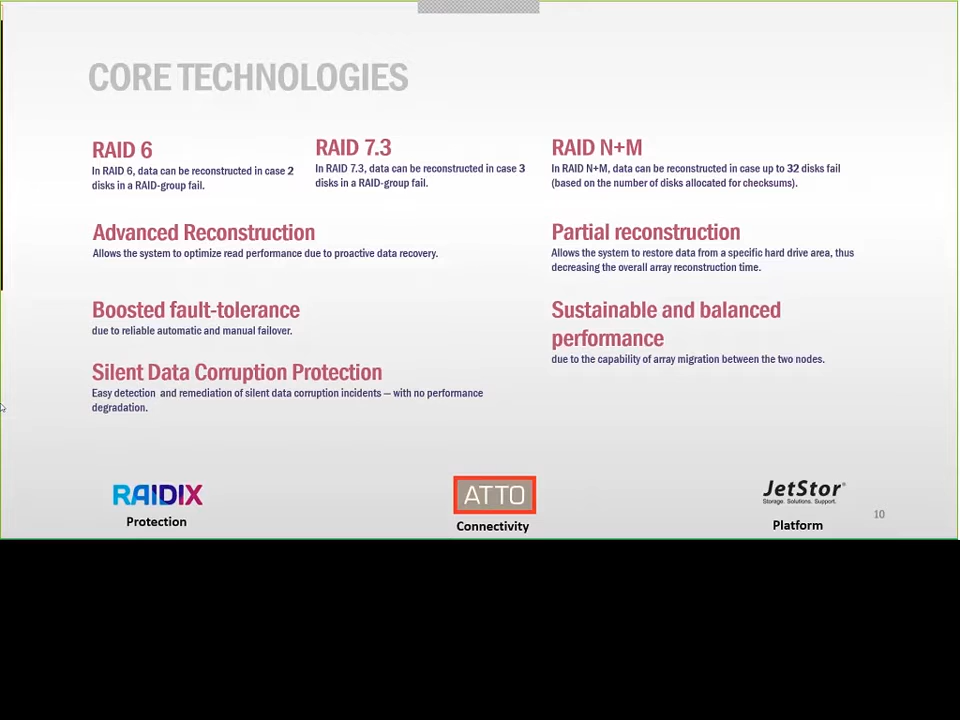 CORE TECHNOLOGIES
RAID 6
In RAID 6, data can be reconstructed in case 2
disks in a RAID-group fail.
RAID 7.3
In RAID 7.3, data can be reconstructed in case 3
disks in a RAID-group fail.
RAID N+M
In RAID N+M, data can be reconstructed in case up to 32 disks fail
(based on the number of disks allocated for checksums).
Advanced Reconstruction
Allows the system to optimize read performance due to proactive data recovery.
Partial reconstruction
Allows the system to restore data from a specific hard drive area, thus
decreasing the overall array reconstruction time.
Boosted fault-tolerance
due to reliable automatic and manual failover.
Sustainable and balanced
performance
due to the capability of array migration between the two nodes.
Silent Data Corruption Protection
Easy detection and remediation of silent data corruption incidents — with no performance
degradation.
RAIDIX
Protection
ATTO
Connectivity
JetStor®
Storage. Solutions. Support.
Platform
10